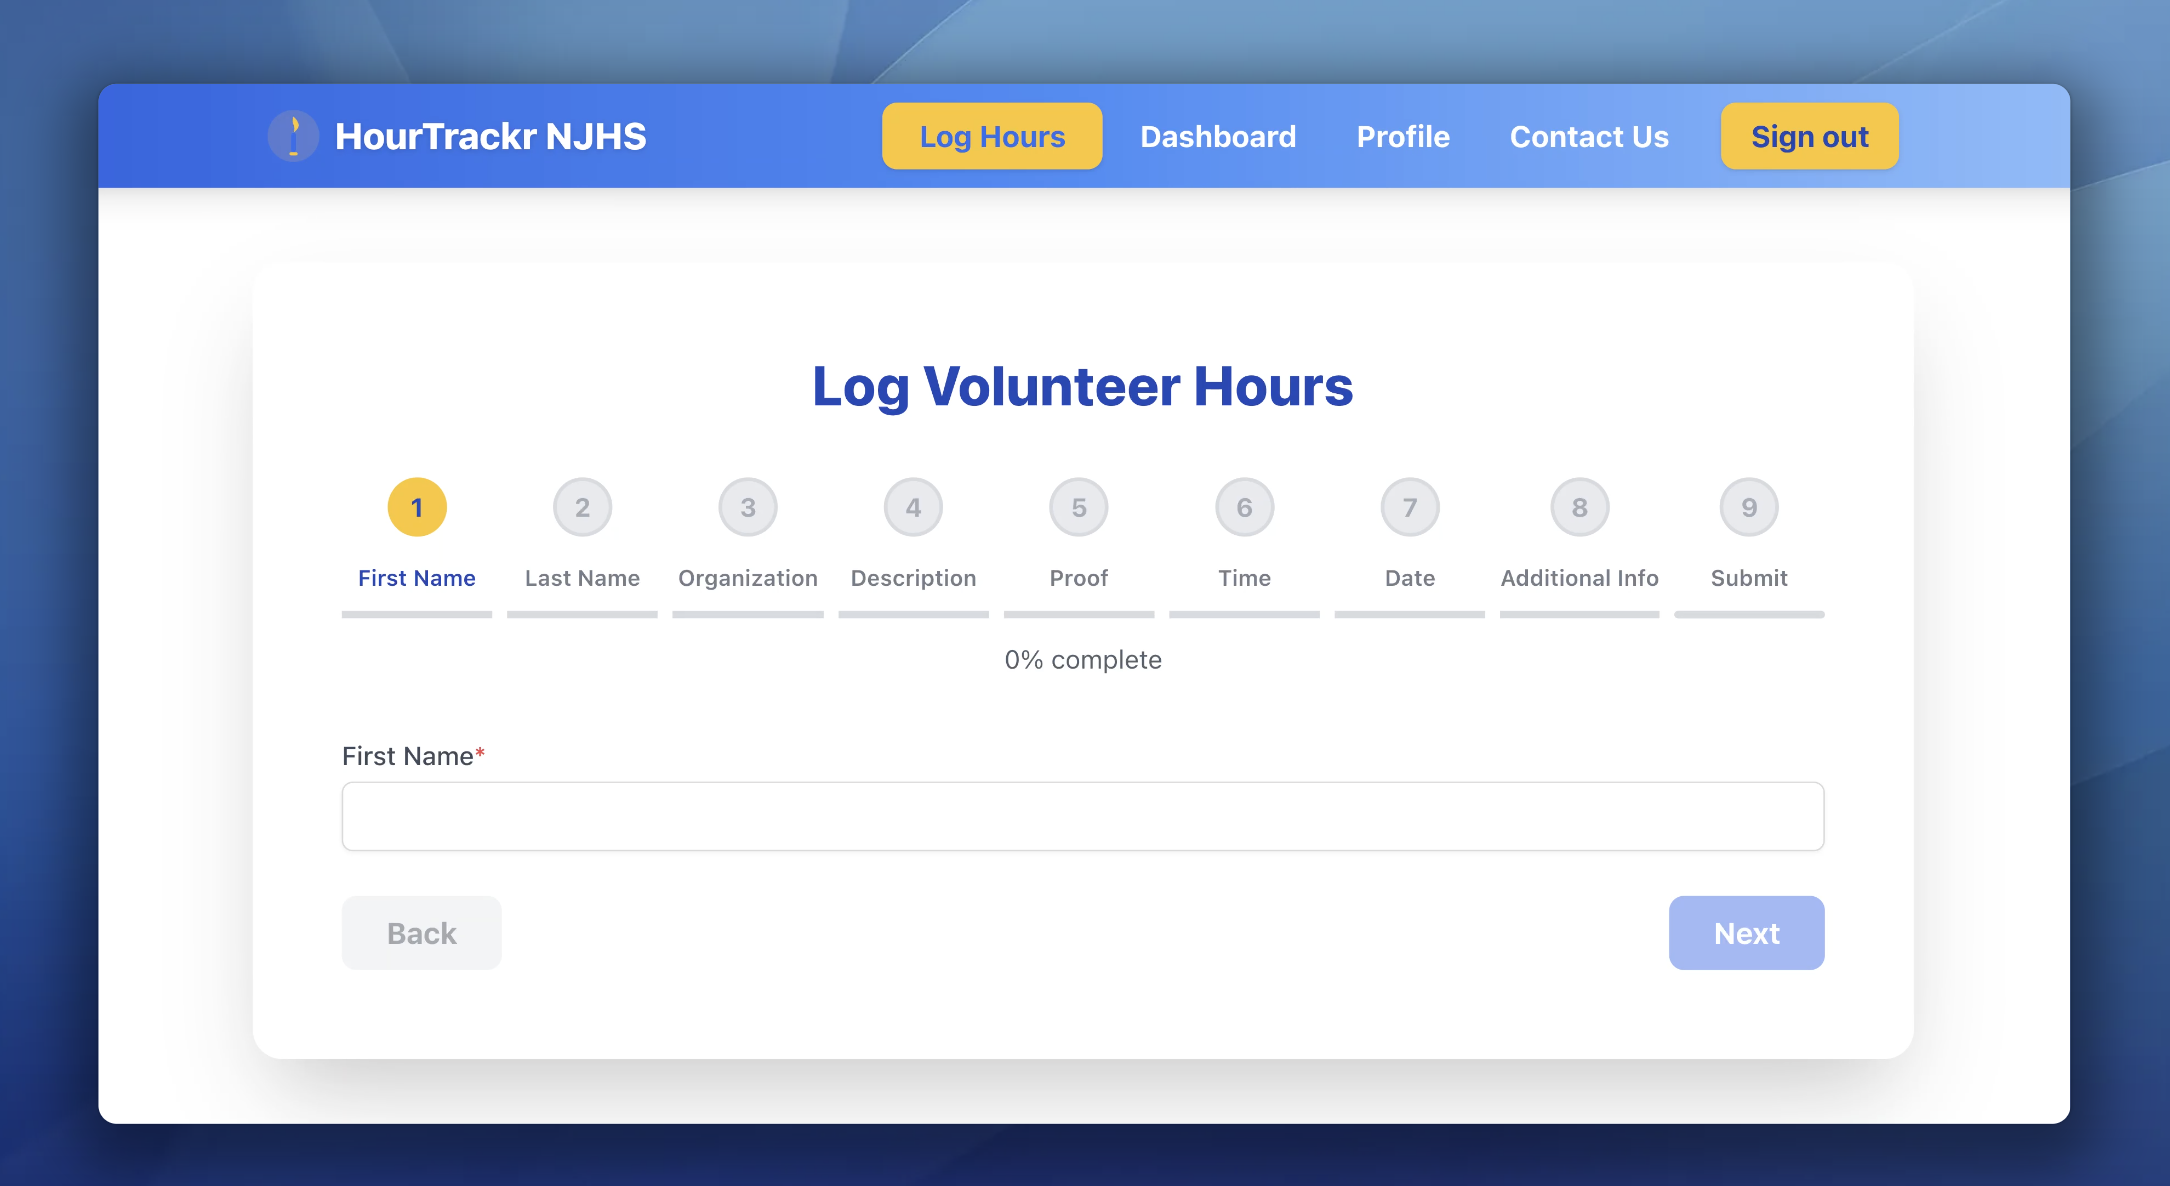 HourTrackr NJHS
Log Hours
Dashboard
Profile
Contact Us
Sign out
Log Volunteer Hours
1 2 3 4 5 6 7 8 9
First Name Last Name Organization Description Proof Time Date Additional Info Submit
0% complete
First Name*
Back
Next